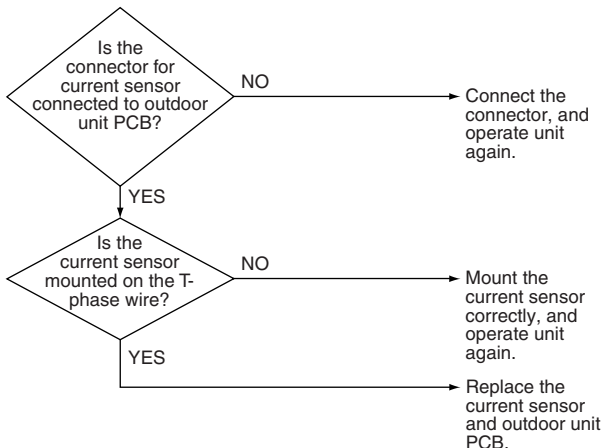 Is the
connector for
current sensor
connected to outdoor
unit PCB?
NO
Connect the
connector, and
operate unit
again.
YES
Is the
current sensor
mounted on the T-
phase wire?
NO
Mount the
current sensor
correctly, and
operate unit
again.
YES
Replace the
current sensor
and outdoor unit
PCB.